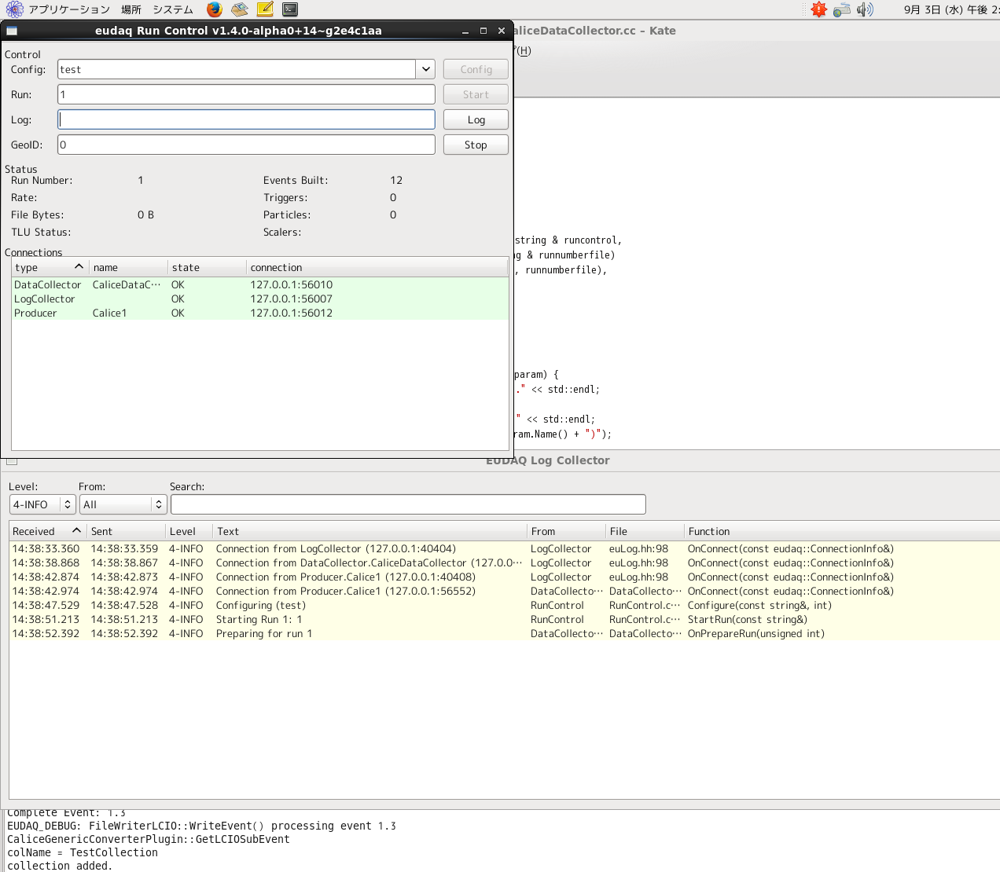 アプリケーション 場所 システム 9月 3日 (水) 午後 2:
eudaq Run Control v1.4.0-alpha0+14~g2e4c1aa
aliceDataCollector.cc – Kate
(H)
Control
Config: test Config
Run: 1 Start
Log: Log
GeoID: 0 Stop
Status
Run Number: 1 Events Built: 12
Rate: Triggers: 0
File Bytes: 0 B Particles: 0
TLU Status: Scalers:
Connections
type name state connection
DataCollector CaliceDataC⋯ OK 127.0.0.1:56010
LogCollector OK 127.0.0.1:56007
Producer Calice1 OK 127.0.0.1:56012
string & runcontrol,
g & runnumberfile)
, runnumberfile),
param) {
." << std::endl;
" << std::endl;
ram.Name() + ")");
EUDAQ Log Collector
Level: From: Search:
4-INFO All
Received Sent Level Text From File Function
14:38:33.360 14:38:33.359 4-INFO Connection from LogCollector (127.0.0.1:40404) LogCollector euLog.hh:98 OnConnect(const eudaq::ConnectionInfo&)
14:38:38.868 14:38:38.867 4-INFO Connection from DataCollector.CaliceDataCollector (127.0.0⋯ LogCollector euLog.hh:98 OnConnect(const eudaq::ConnectionInfo&)
14:38:42.874 14:38:42.873 4-INFO Connection from Producer.Calice1 (127.0.0.1:40408) LogCollector euLog.hh:98 OnConnect(const eudaq::ConnectionInfo&)
14:38:42.974 14:38:42.974 4-INFO Connection from Producer.Calice1 (127.0.0.1:56552) DataCollecto⋯ DataCollecto⋯ OnConnect(const eudaq::ConnectionInfo&)
14:38:47.529 14:38:47.528 4-INFO Configuring (test) RunControl RunControl.c⋯ Configure(const string&, int)
14:38:51.213 14:38:51.213 4-INFO Starting Run 1: 1 RunControl RunControl.c⋯ StartRun(const string&)
14:38:52.392 14:38:52.392 4-INFO Preparing for run 1 DataCollecto⋯ DataCollecto⋯ OnPrepareRun(unsigned int)
Complete Event: 1.3
EUDAQ_DEBUG: FileWriterLCIO::WriteEvent() processing event 1.3
CaliceGenericConverterPlugin::GetLCIOSubEvent
colName = TestCollection
collection added.